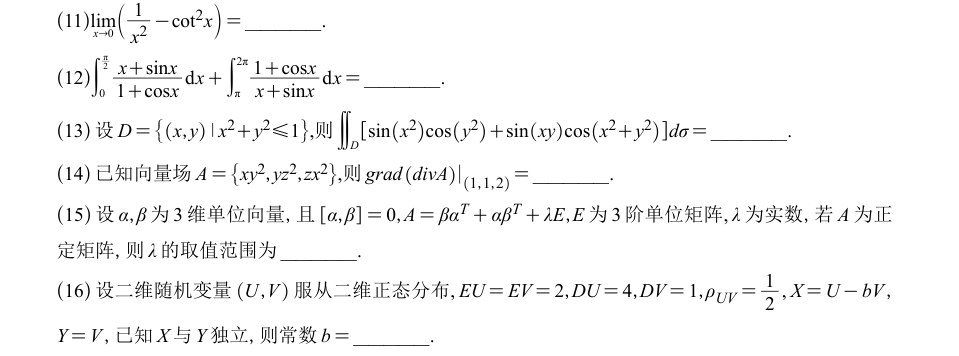 (11) $\lim_{x \to 0}\left(\frac{1}{x^2}-\cot^2 x\right)=$ ________.
(12) $\int_0^{\frac{\pi}{2}} \frac{x+\sin x}{1+\cos x}\mathrm{d}x+\int_{\pi}^{2\pi} \frac{1+\cos x}{x+\sin x}\mathrm{d}x=$ ________.
(13) 设 $D=\{(x,y)\mid x^2+y^2\leqslant 1\}$,则 $\iint_D [\sin(x^2)\cos(y^2)+\sin(xy)\cos(x^2+y^2)]d\sigma=$ ________.
(14) 已知向量场 $A=\{xy^2,yz^2,zx^2\}$,则 $grad(divA)|_{(1,1,2)}=$ ________.
(15) 设 $\alpha,\beta$ 为 3 维单位向量, 且 $[\alpha,\beta]=0,A=\beta\alpha^T+\alpha\beta^T+\lambda E,E$ 为 3 阶单位矩阵,$\lambda$ 为实数, 若 $A$ 为正
定矩阵, 则 $\lambda$ 的取值范围为 ________.
(16) 设二维随机变量 $(U,V)$ 服从二维正态分布,$EU=EV=2,DU=4,DV=1,\rho_{UV}=\frac{1}{2},X=U-bV,$
$Y=V$, 已知 $X$ 与 $Y$ 独立, 则常数 $b=$ ________.